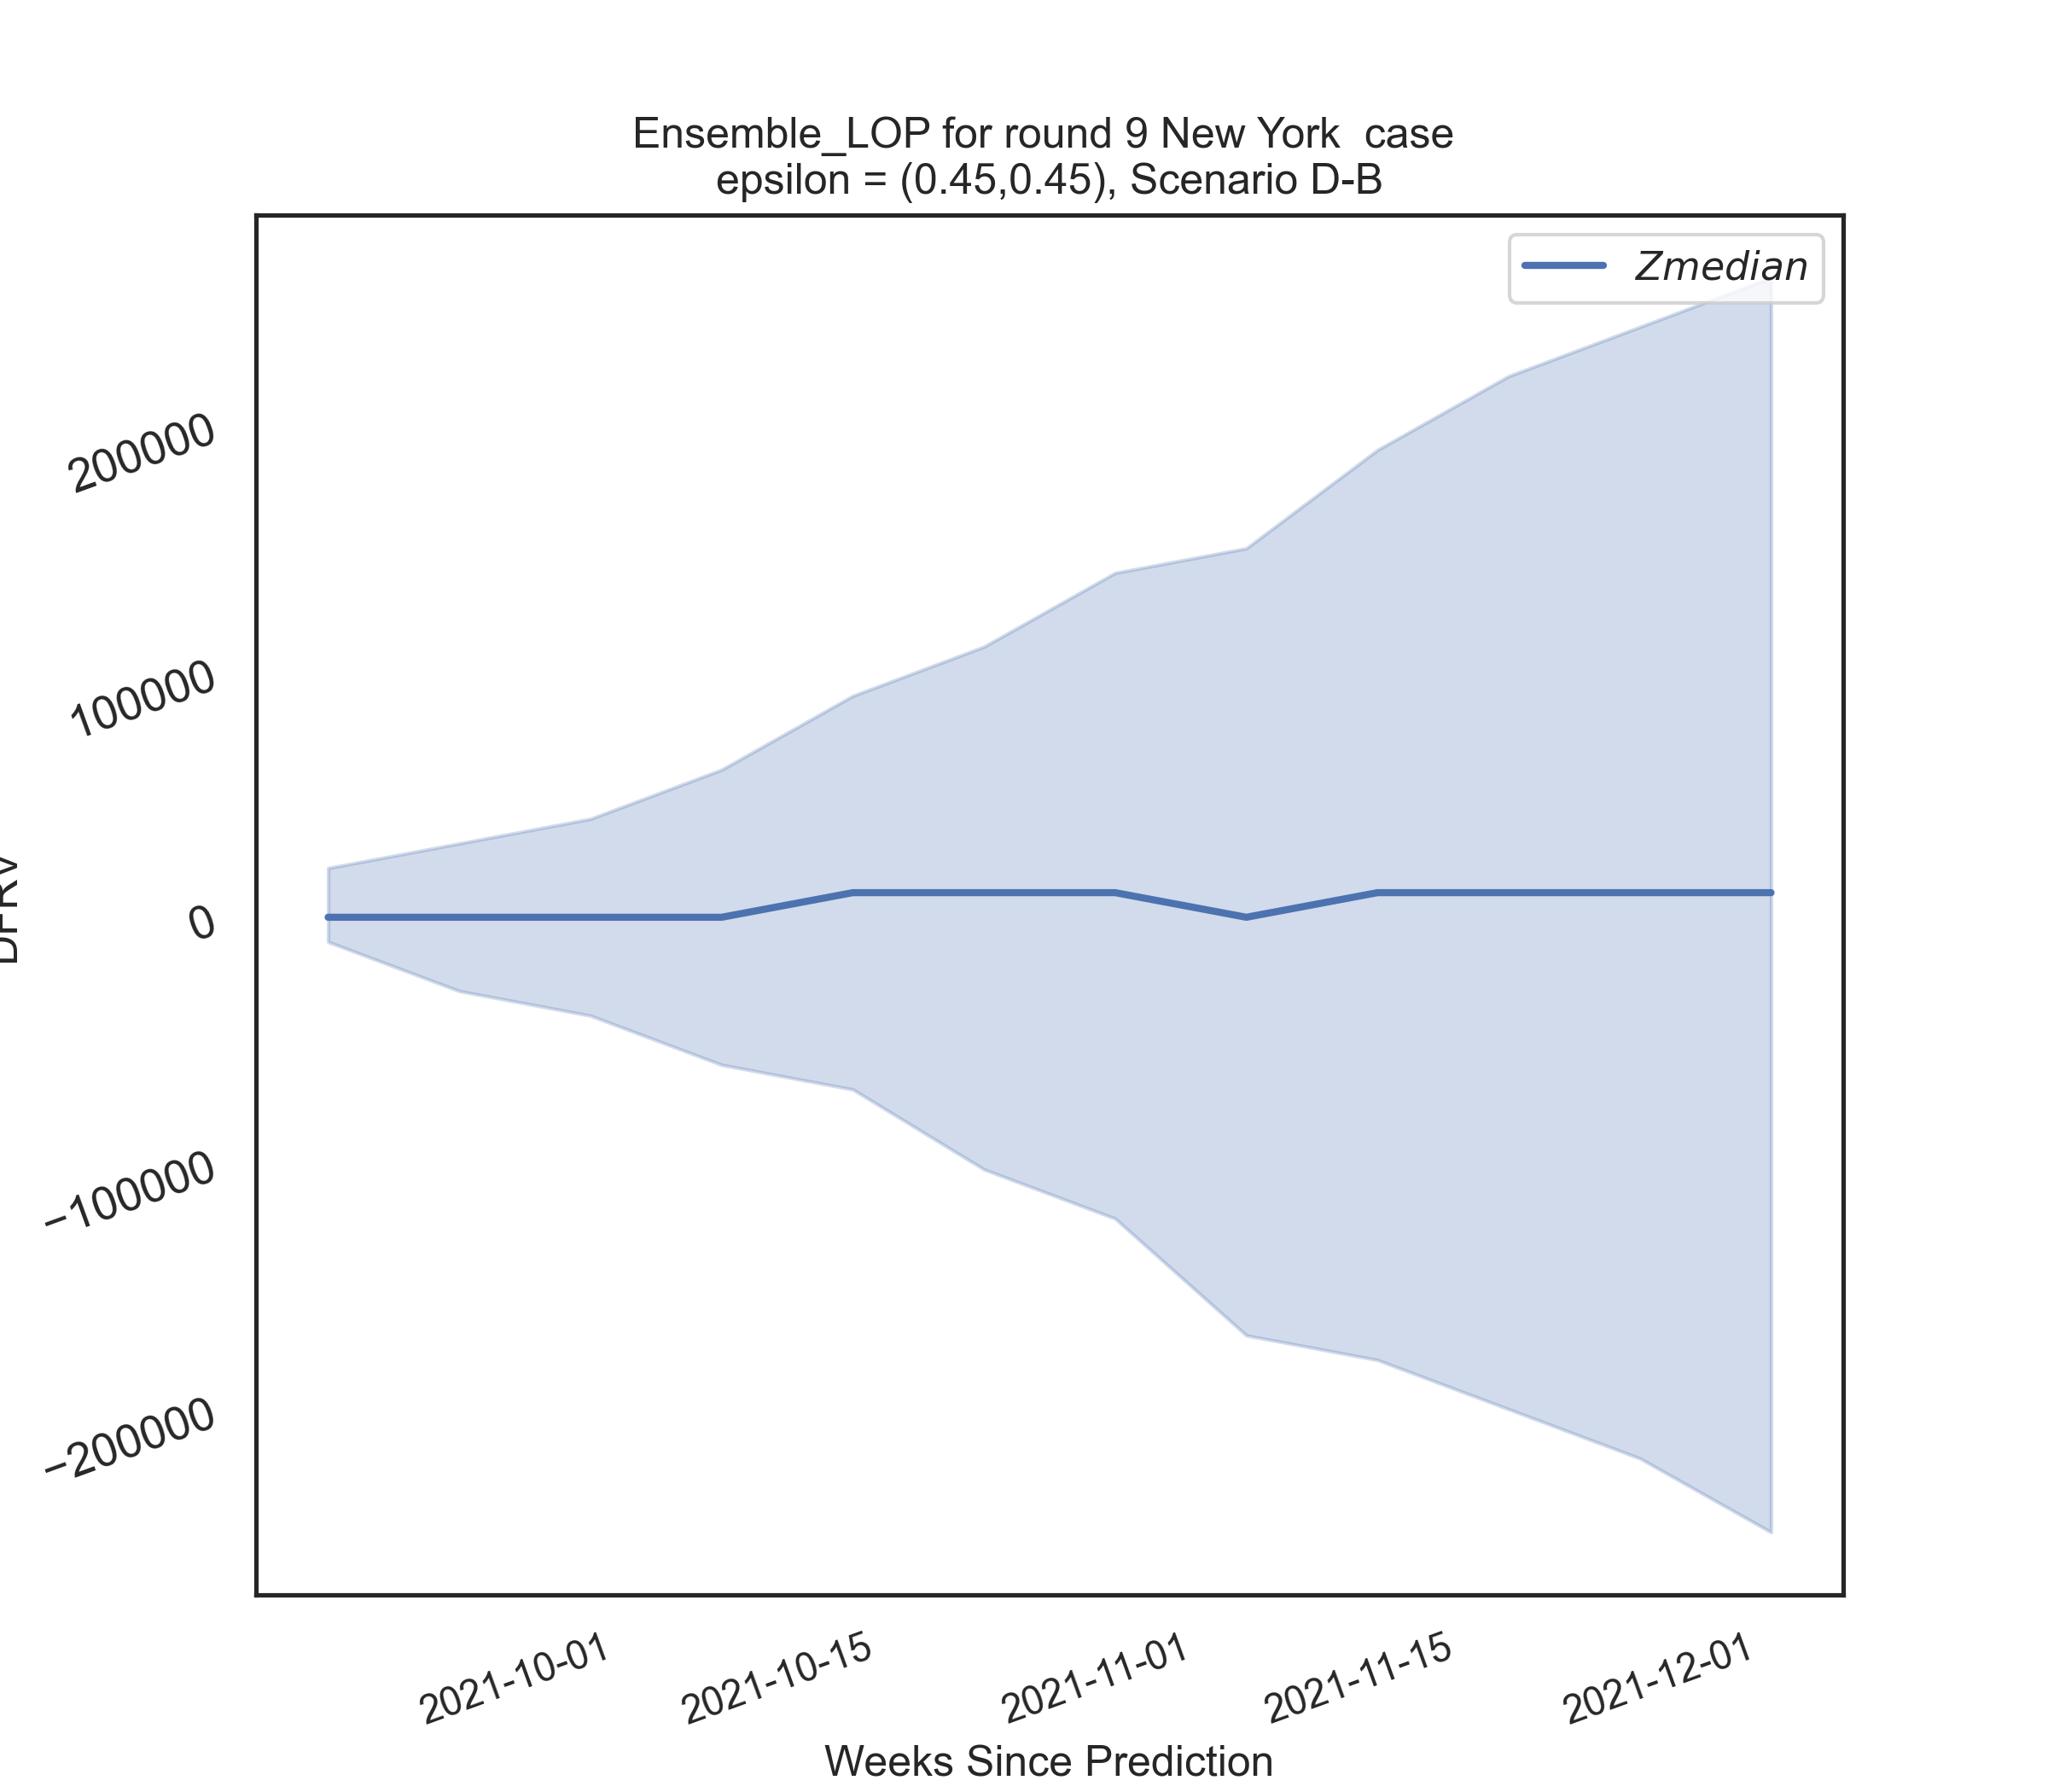 Ensemble_LOP for round 9 New York  case
epsilon = (0.45,0.45), Scenario D-B
Zmedian
200000
100000
0
−100000
−200000
2021-10-01
2021-10-15
2021-11-01
2021-11-15
2021-12-01
Weeks Since Prediction